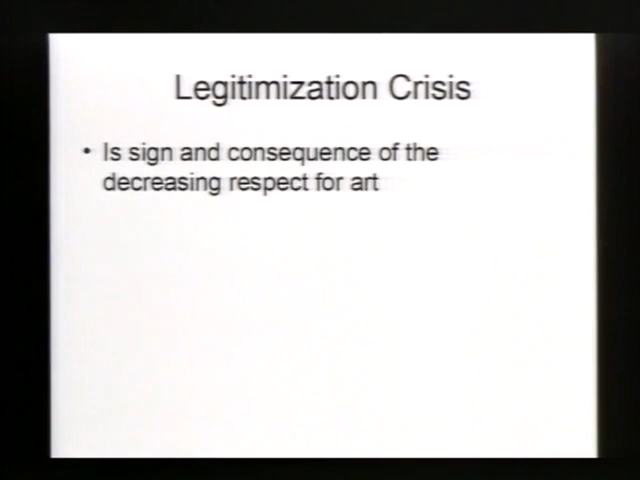 Legitimization Crisis
• Is sign and consequence of the
decreasing respect for art